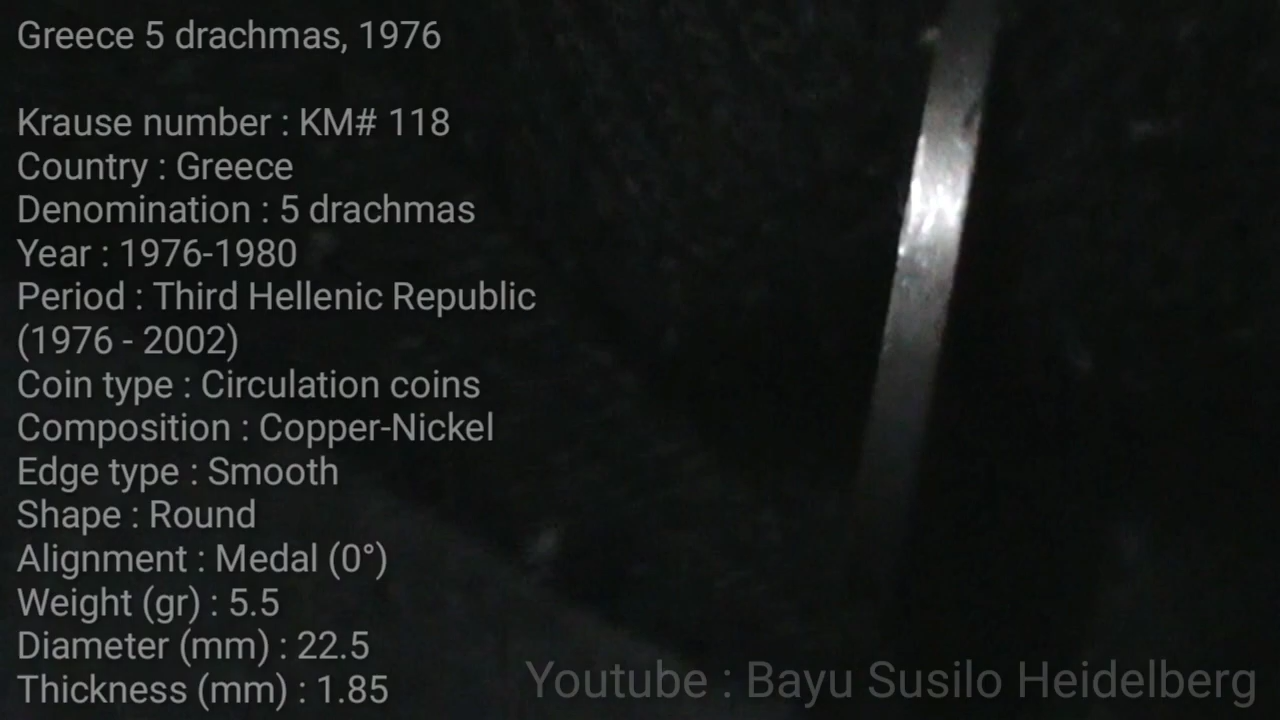 Greece 5 drachmas, 1976
Krause number : KM# 118
Country : Greece
Denomination : 5 drachmas
Year : 1976-1980
Period : Third Hellenic Republic
(1976 - 2002)
Coin type : Circulation coins
Composition : Copper-Nickel
Edge type : Smooth
Shape : Round
Alignment : Medal (0°)
Weight (gr) : 5.5
Diameter (mm) : 22.5
Thickness (mm) : 1.85
Youtube : Bayu Susilo Heidelberg